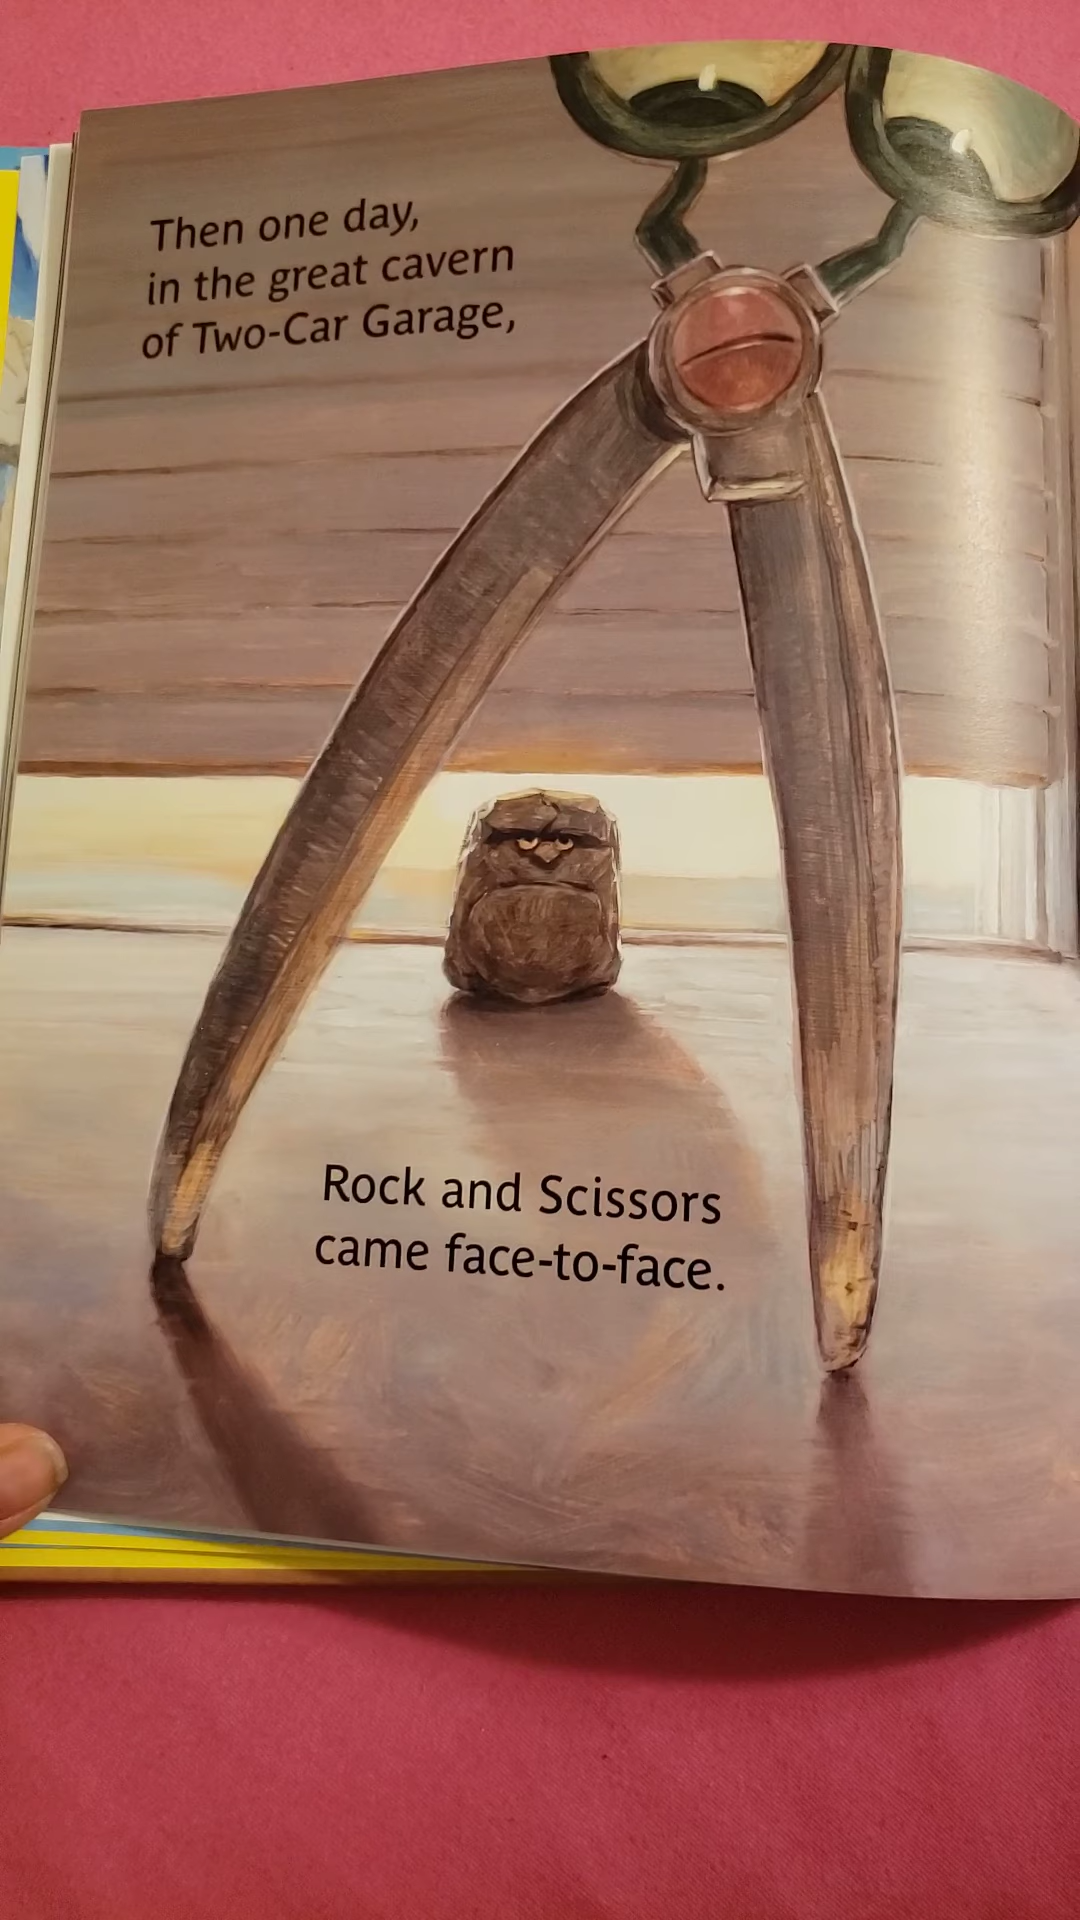 Then one day,
in the great cavern
of Two-Car Garage,
Rock and Scissors
came face-to-face.